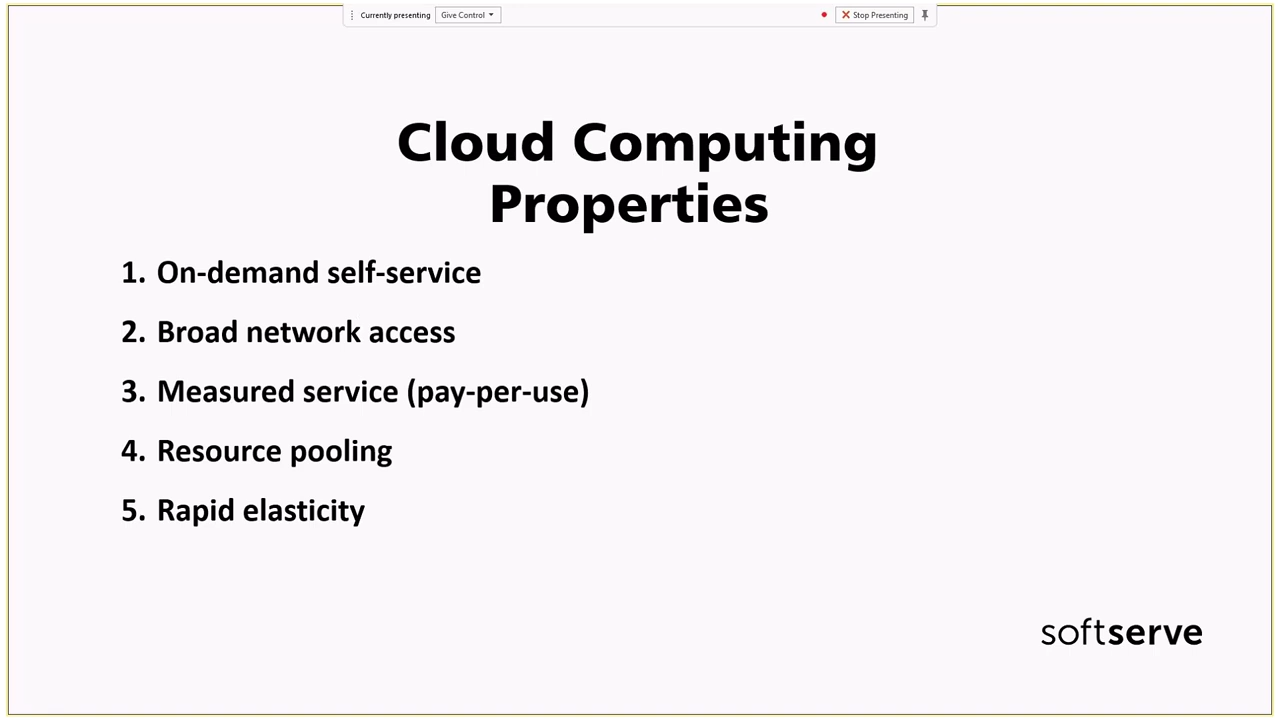 Currently presenting Give Control Stop Presenting
Cloud Computing
Properties
1. On-demand self-service
2. Broad network access
3. Measured service (pay-per-use)
4. Resource pooling
5. Rapid elasticity
softserve